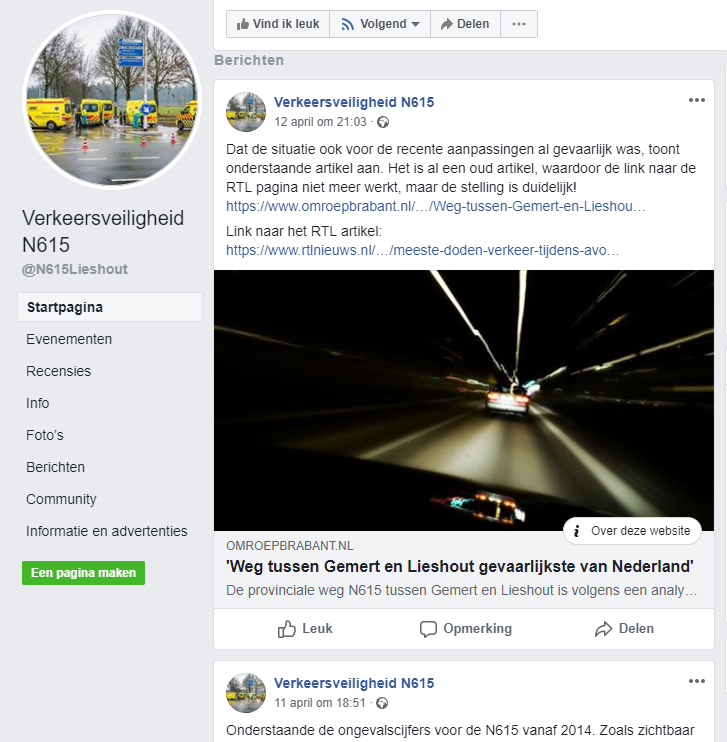 Vind ik leuk
Volgend
Delen
Berichten
Verkeersveiligheid
N615
@N615Lieshout
Startpagina
Evenementen
Recensies
Info
Foto's
Berichten
Community
Informatie en advertenties
Een pagina maken
Verkeersveiligheid N615
12 april om 21:03 ·
Dat de situatie ook voor de recente aanpassingen al gevaarlijk was, toont
onderstaande artikel aan. Het is al een oud artikel, waardoor de link naar de
RTL pagina niet meer werkt, maar de stelling is duidelijk!
https://www.omroepbrabant.nl/…/Weg-tussen-Gemert-en-Lieshou…
Link naar het RTL artikel:
https://www.rtlnieuws.nl/…/meeste-doden-verkeer-tijdens-avo…
Over deze website
OMROEPBRABANT.NL
'Weg tussen Gemert en Lieshout gevaarlijkste van Nederland'
De provinciale weg N615 tussen Gemert en Lieshout is volgens een analy…
Leuk
Opmerking
Delen
Verkeersveiligheid N615
11 april om 18:51 ·
Onderstaande de ongevalscijfers voor de N615 vanaf 2014. Zoals zichtbaar